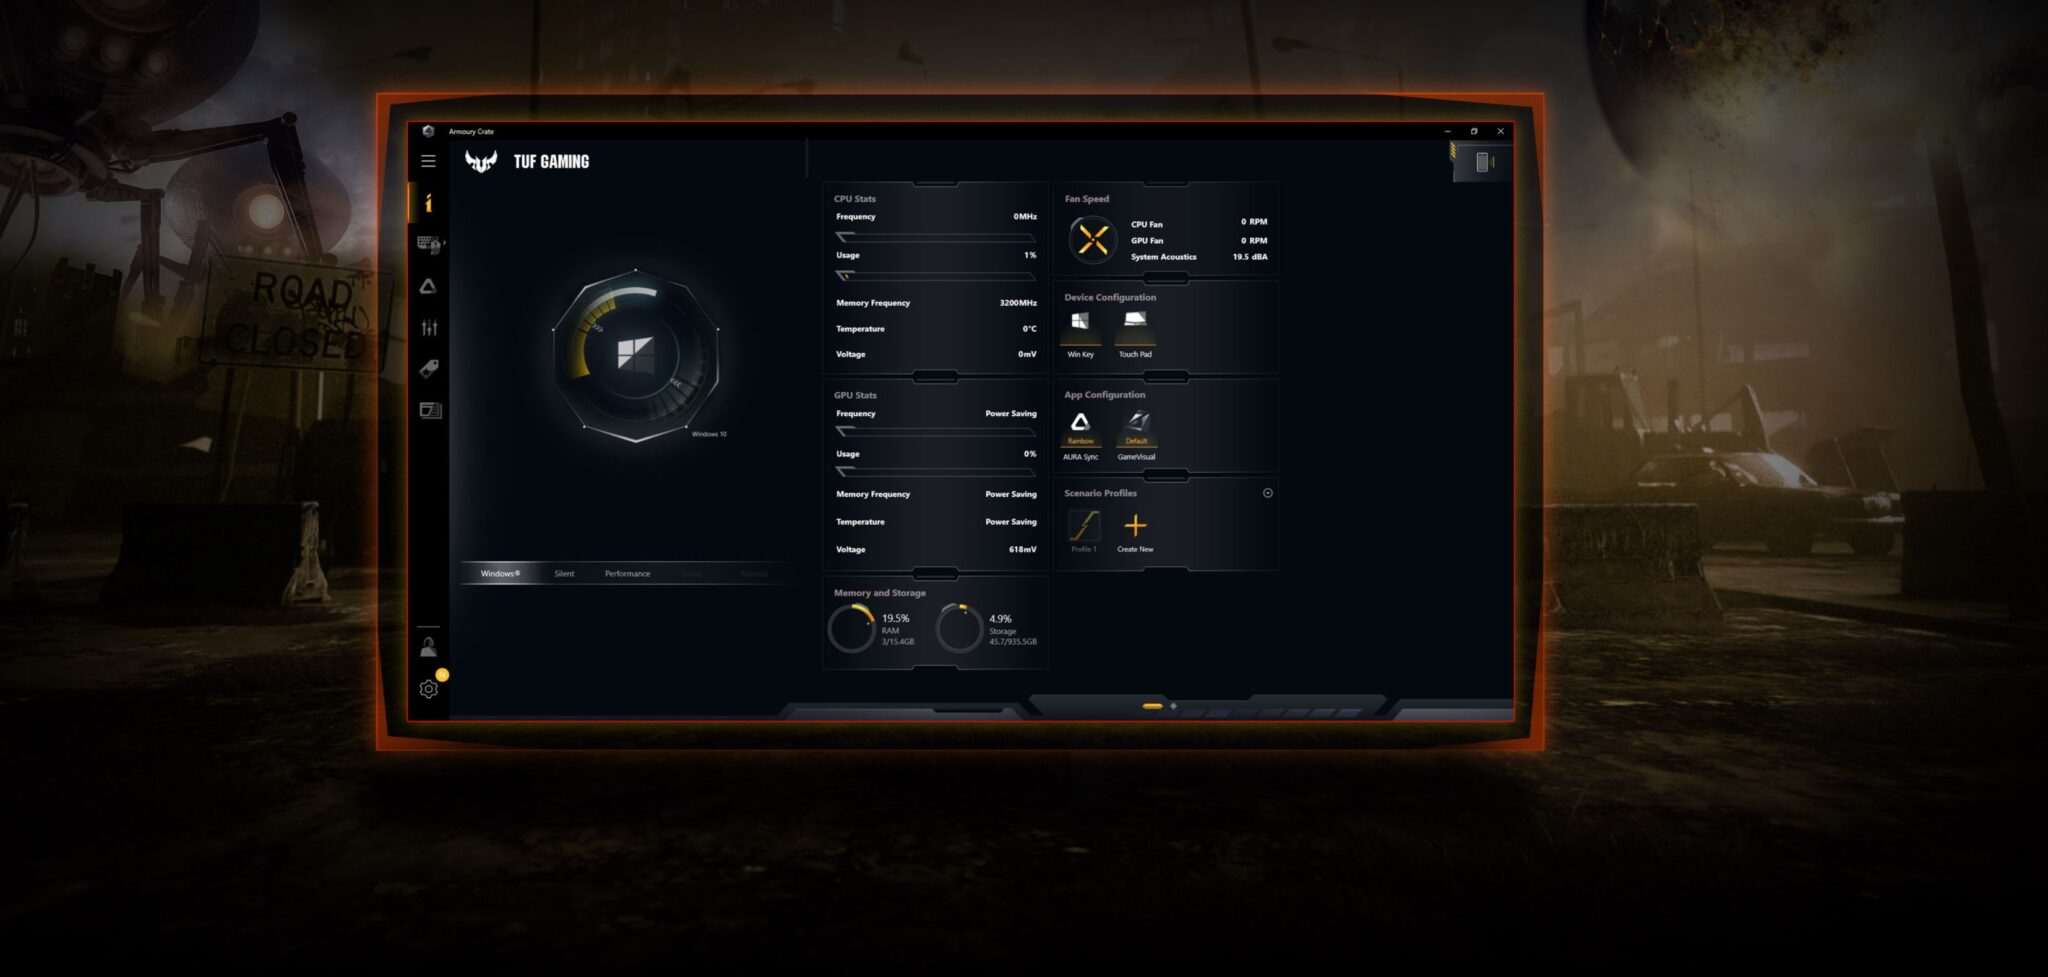 ROAD
CLOSED
Armoury Crate
TUF GAMING
Windows 10
Windows®
Silent
Performance
Turbo
Manual
CPU Stats
Frequency 0MHz
Usage 1%
Memory Frequency 3200MHz
Temperature 0°C
Voltage 0mV
GPU Stats
Frequency Power Saving
Usage 0%
Memory Frequency Power Saving
Temperature Power Saving
Voltage 618mV
Memory and Storage
19.5%
RAM
3/15.4GB
4.9%
Storage
45.7/935.5GB
Fan Speed
CPU Fan 0 RPM
GPU Fan 0 RPM
System Acoustics 19.5 dBA
Device Configuration
Win Key
Touch Pad
App Configuration
Rainbow
AURA Sync
Default
GameVisual
Scenario Profiles
Profile 1
Create New
N